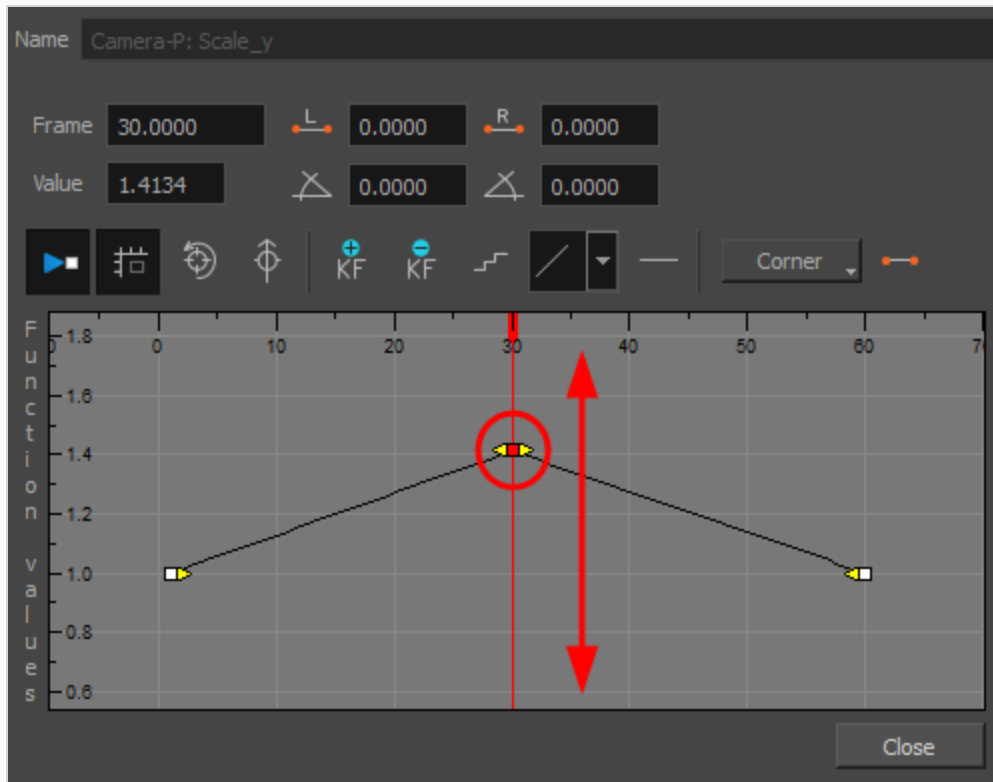 Name Camera-P: Scale_y
Frame 30.0000 L 0.0000 R 0.0000
Value 1.4134 0.0000 0.0000
KF KF Corner
Function values
0 10 20 30 40 50 60
1.8
1.6
1.4
1.2
1.0
0.8
0.6
Close